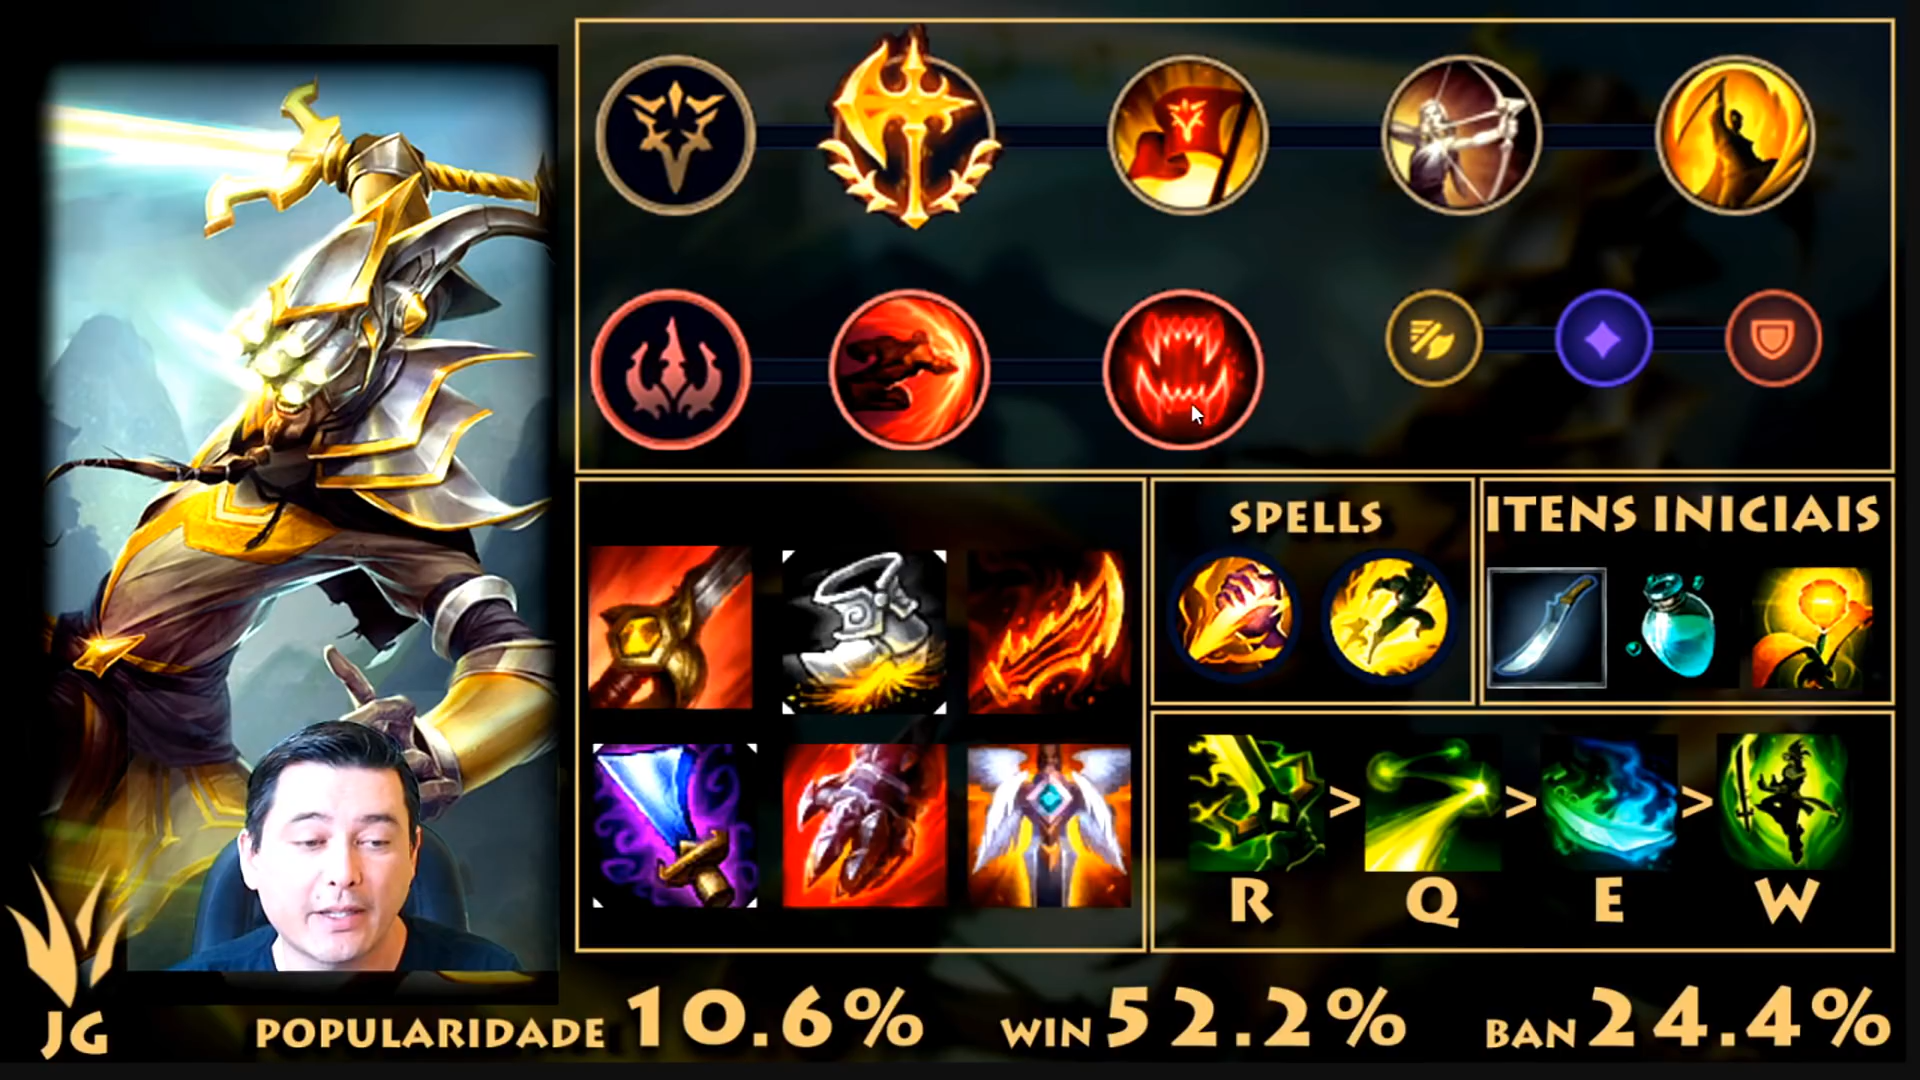 SPELLS
ITENS INICIAIS
> > >
R Q E W
JG
POPULARIDADE 10.6% WIN 52.2% BAN 24.4%